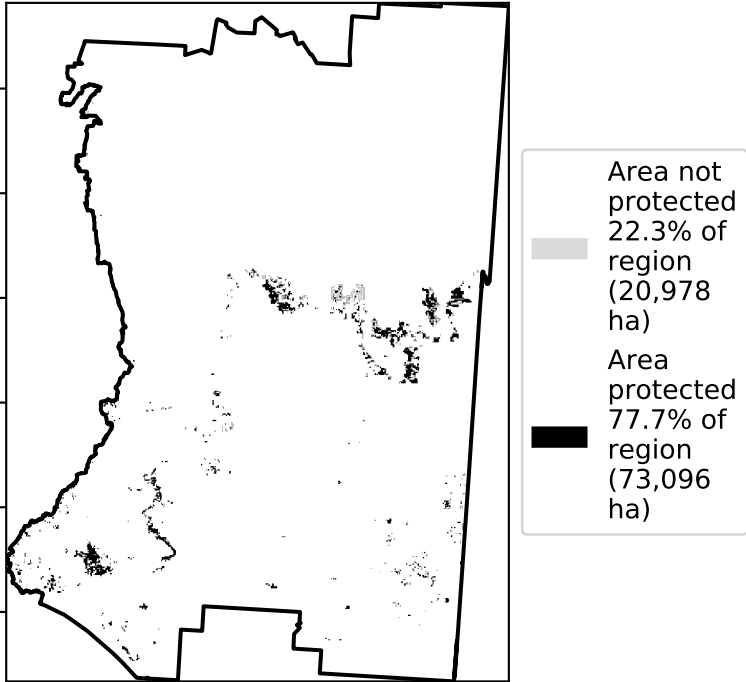 Area not
protected
22.3% of
region
(20,978
ha)
Area
protected
77.7% of
region
(73,096
ha)